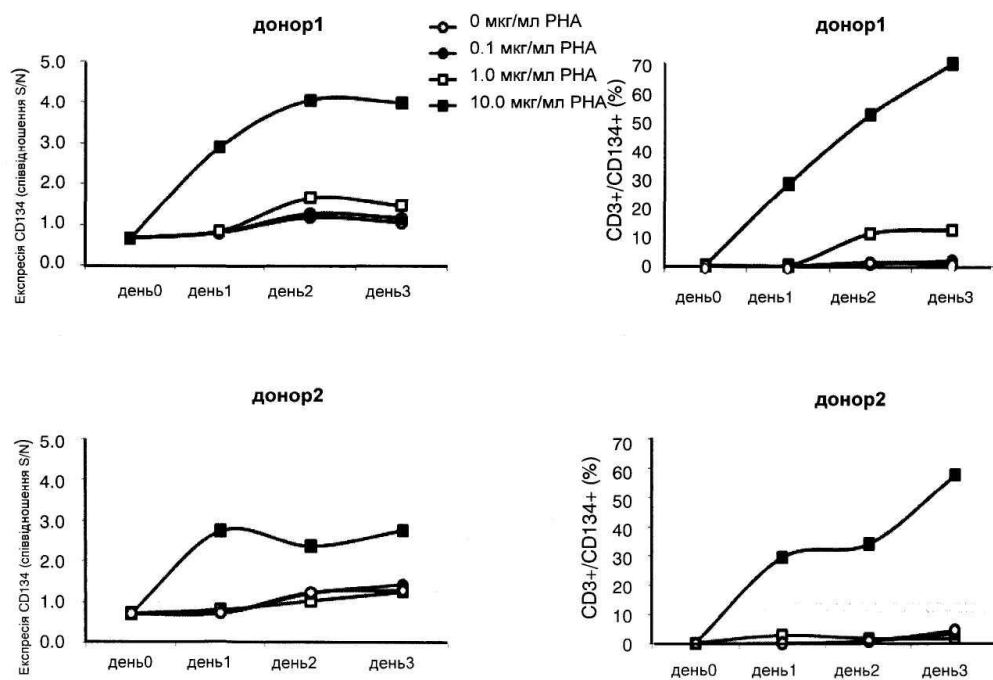 донор1
0 мкг/мл PHA
0.1 мкг/мл PHA
1.0 мкг/мл PHA
10.0 мкг/мл PHA
Експресія CD134 (співвідношення S/N)
5.0
4.0
3.0
2.0
1.0
0.0
день0
день1
день2
день3
донор1
CD3+/CD134+ (%)
70
60
50
40
30
20
10
0
день0
день1
день2
день3
донор2
Експресія CD134 (співвідношення S/N)
5.0
4.0
3.0
2.0
1.0
0.0
день0
день1
день2
день3
донор2
CD3+/CD134+ (%)
70
60
50
40
30
20
10
0
день0
день1
день2
день3